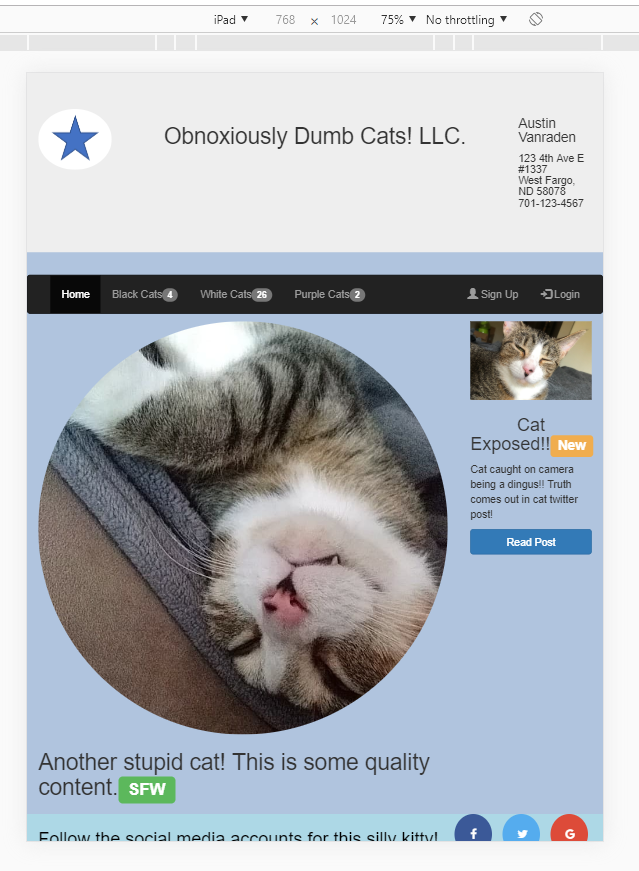 iPad ▼ 768 × 1024 75% ▼ No throttling ▼
Obnoxiously Dumb Cats! LLC.
Austin
Vanraden
123 4th Ave E
#1337
West Fargo,
ND 58078
701-123-4567
Home Black Cats 4 White Cats 26 Purple Cats 2 Sign Up Login
Cat
Exposed!! New
Cat caught on camera
being a dingus!! Truth
comes out in cat twitter
post!
Read Post
Another stupid cat! This is some quality
content. SFW
Follow the social media accounts for this silly kitty!
f
G